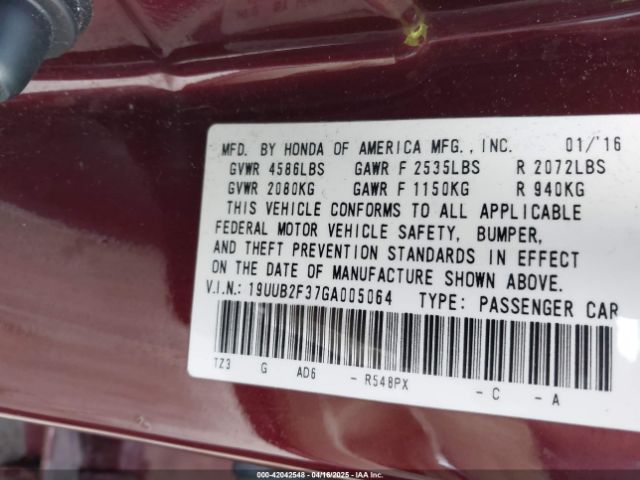 MFD. BY HONDA OF AMERICA MFG., INC. 01/'16
GVWR 4586LBS GAWR F 2535LBS R 2072LBS
GVWR 2080KG GAWR F 1150KG R 940KG
THIS VEHICLE CONFORMS TO ALL APPLICABLE
FEDERAL MOTOR VEHICLE SAFETY, BUMPER,
AND THEFT PREVENTION STANDARDS IN EFFECT
ON THE DATE OF MANUFACTURE SHOWN ABOVE.
V.I.N.: 19UUB2F37GA005064 TYPE: PASSENGER CAR
TZ3 G AD6 - R548PX - C - A
000-42042548 - 04/16/2025 - IAAI.COM